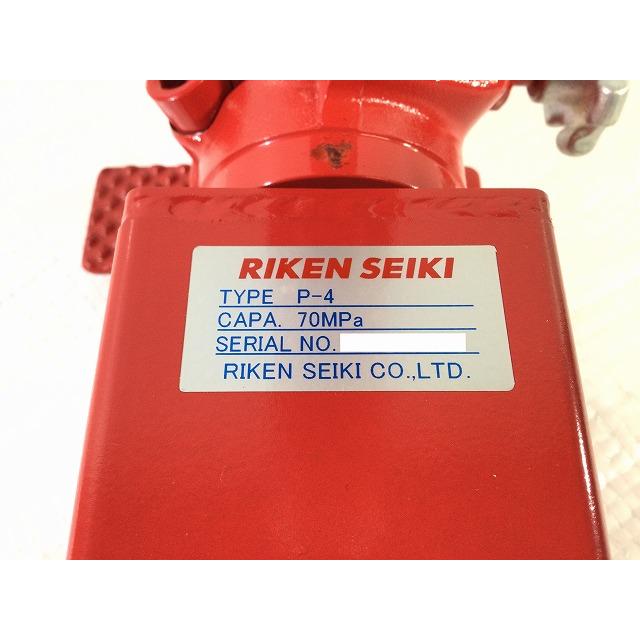 RIKEN SEIKI
TYPE P-4
CAPA. 70MPa
SERIAL NO.
RIKEN SEIKI CO.,LTD.